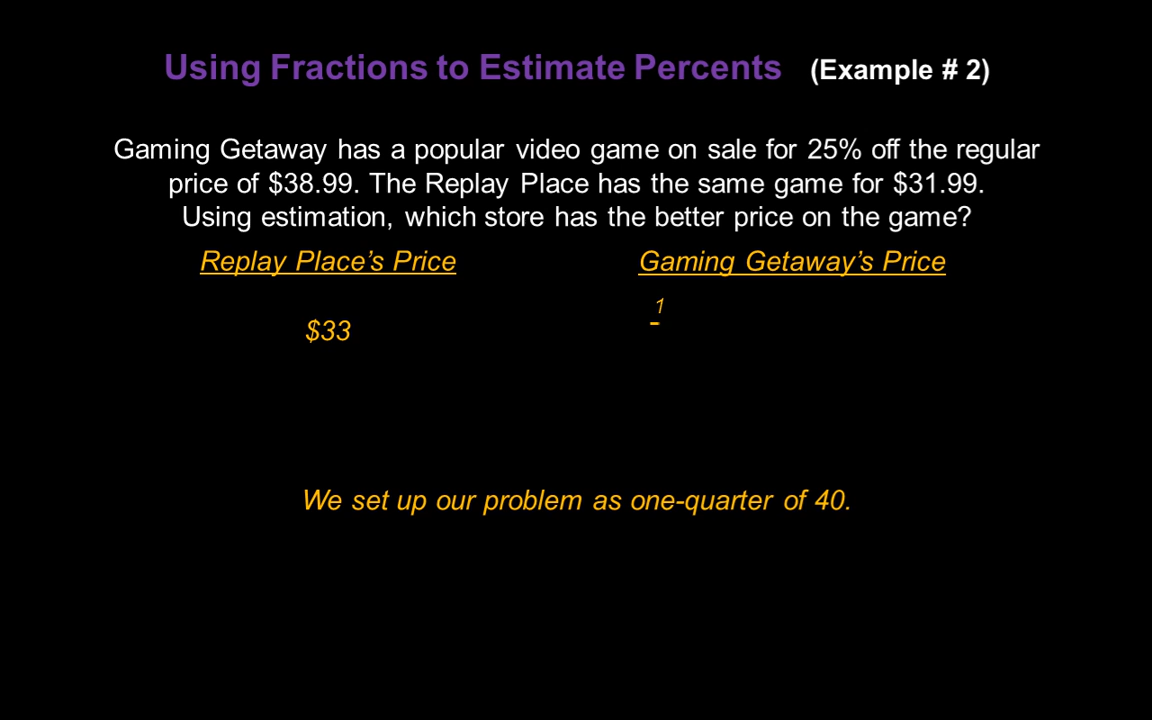 Using Fractions to Estimate Percents (Example # 2)
Gaming Getaway has a popular video game on sale for 25% off the regular
price of $38.99. The Replay Place has the same game for $31.99.
Using estimation, which store has the better price on the game?
Replay Place’s Price Gaming Getaway’s Price
1
$33
We set up our problem as one-quarter of 40.